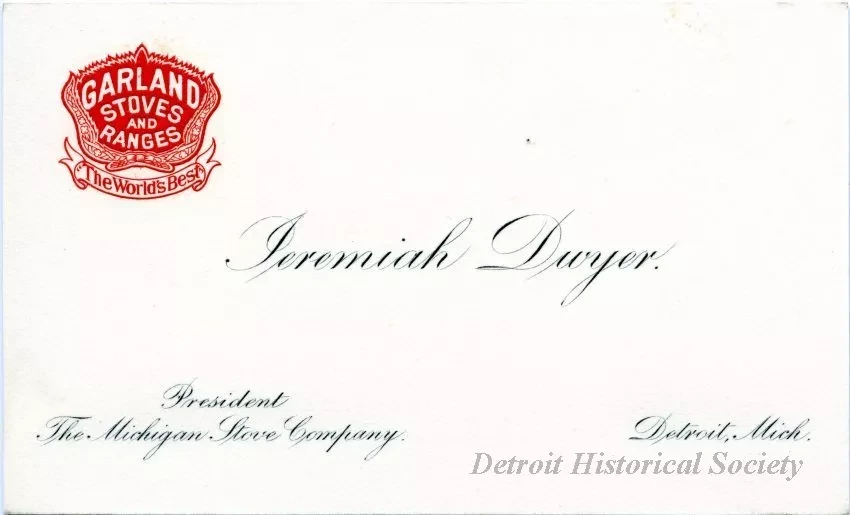 GARLAND
STOVES
AND
RANGES
"The World's Best"
Jeremiah Dwyer.
President
The Michigan Stove Company.
Detroit, Mich.
Detroit Historical Society